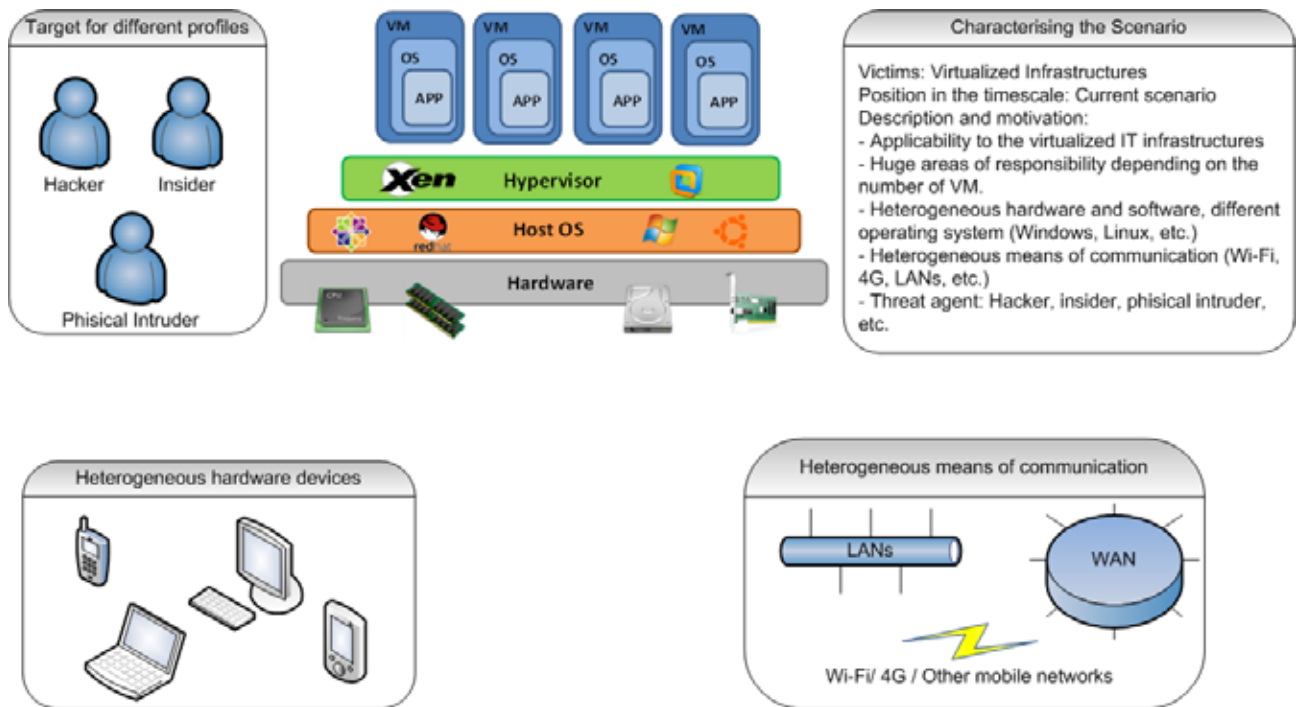 Target for different profiles
Hacker
Insider
Phisical Intruder
VM
OS
APP
VM
OS
APP
VM
OS
APP
VM
OS
APP
Xen
Hypervisor
redhat
Host OS
Hardware
CPU
Characterising the Scenario
Victims: Virtualized Infrastructures
Position in the timescale: Current scenario
Description and motivation:
- Applicability to the virtualized IT infrastructures
- Huge areas of responsibility depending on the
number of VM.
- Heterogeneous hardware and software, different
operating system (Windows, Linux, etc.)
- Heterogeneous means of communication (Wi-Fi,
4G, LANs, etc.)
- Threat agent: Hacker, insider, phisical intruder,
etc.
Heterogeneous hardware devices
Heterogeneous means of communication
LANs
WAN
Wi-Fi/ 4G / Other mobile networks